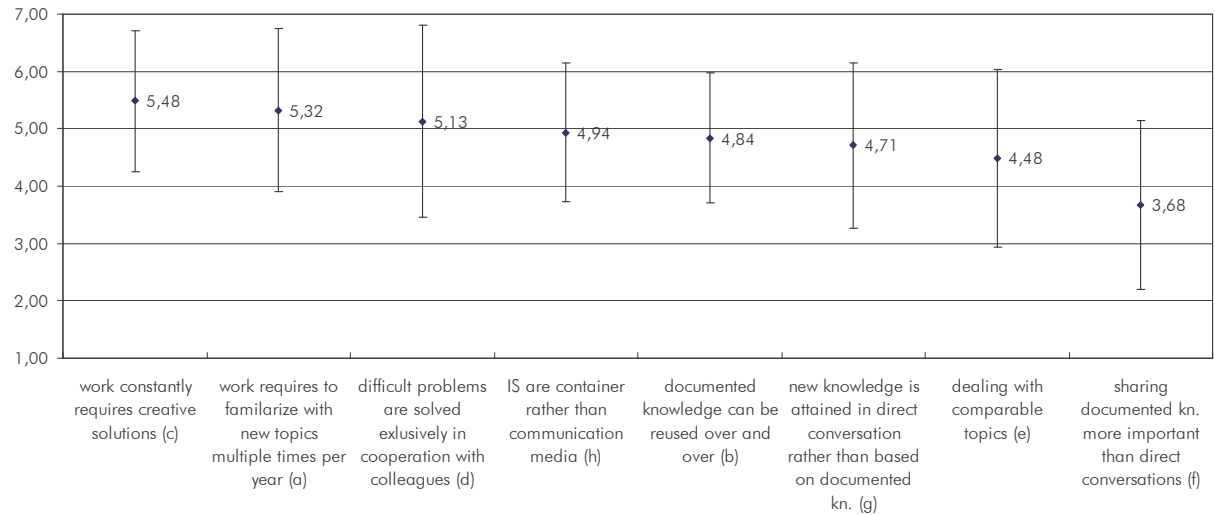 7,00
6,00
5,00
4,00
3,00
2,00
1,00
5,48
5,32
5,13
4,94
4,84
4,71
4,48
3,68
work constantly
requires creative
solutions (c)
work requires to
familarize with
new topics
multiple times per
year (a)
difficult problems
are solved
exlusively in
cooperation with
colleagues (d)
IS are container
rather than
communication
media (h)
documented
knowledge can be
reused over and
over (b)
new knowledge is
attained in direct
conversation
rather than based
on documented
kn. (g)
dealing with
comparable
topics (e)
sharing
documented kn.
more important
than direct
conversations (f)